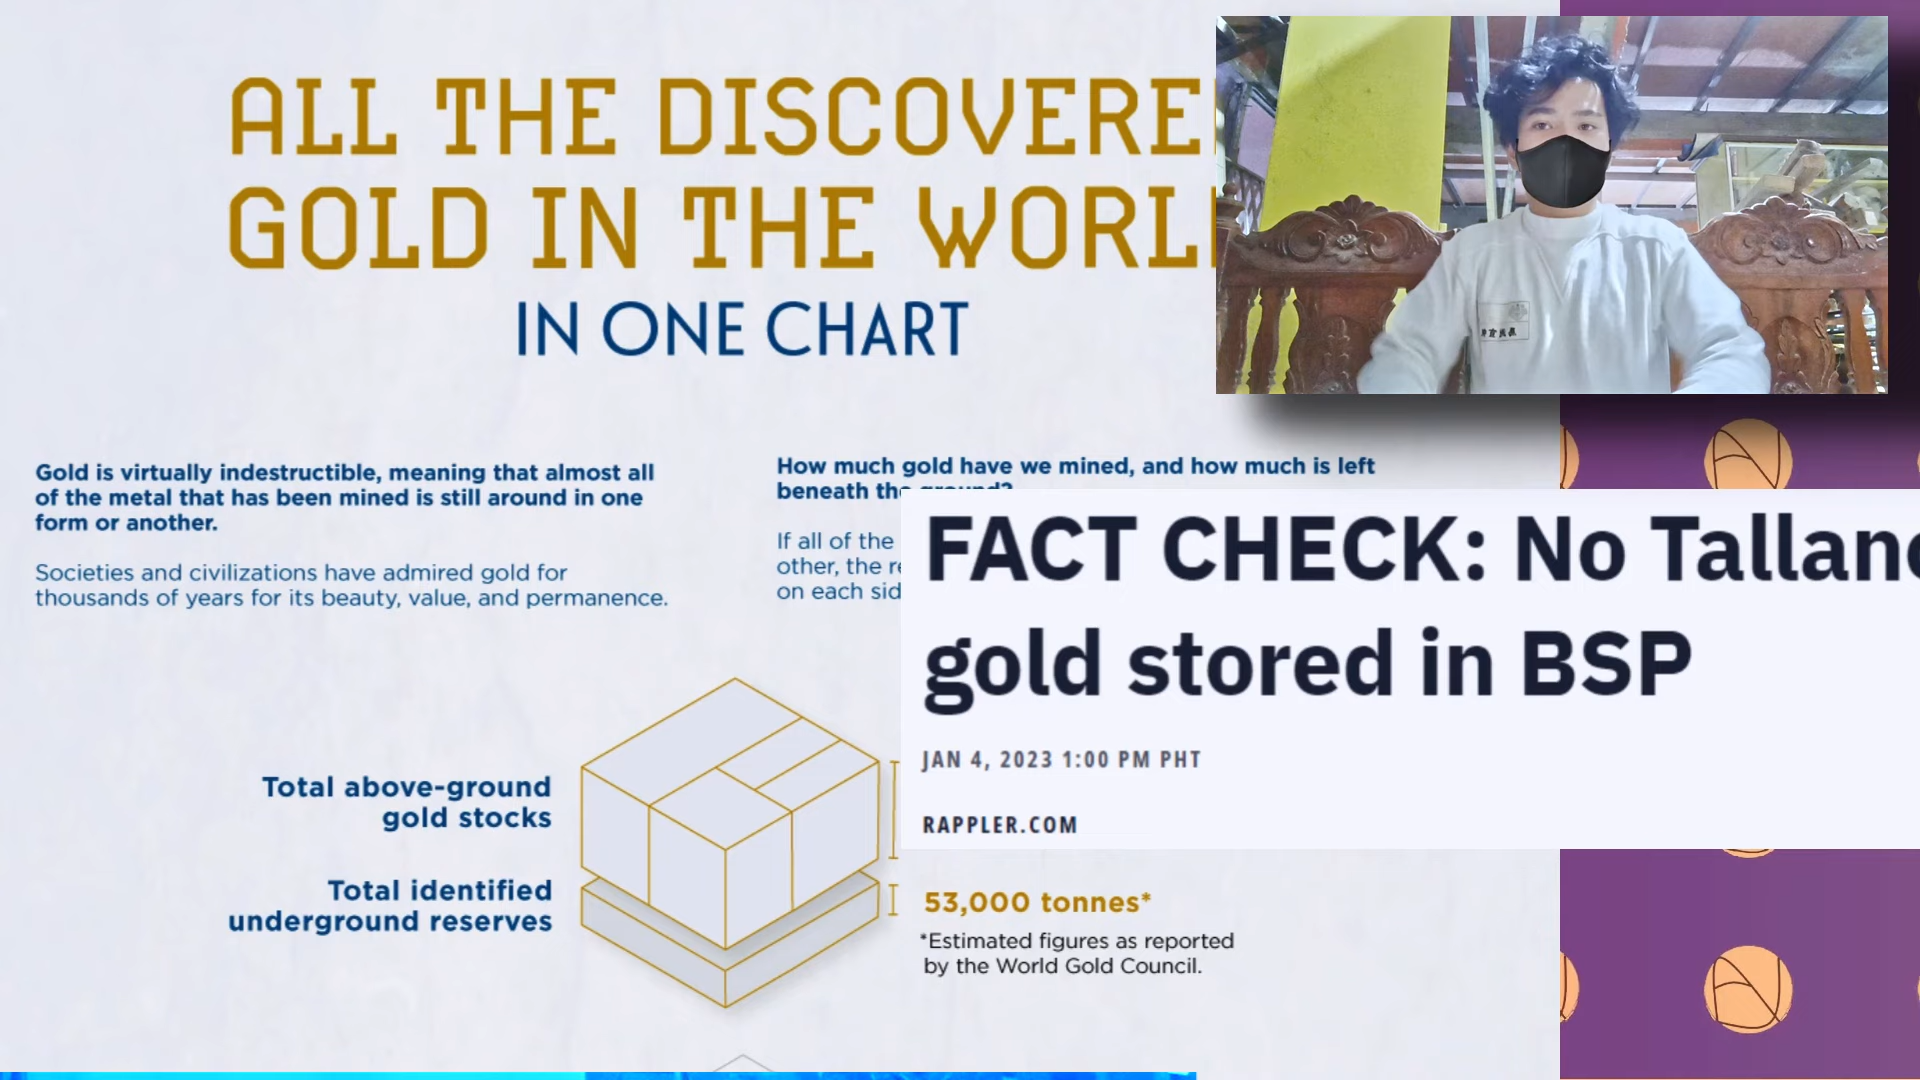 ALL THE DISCOVERE
GOLD IN THE WORL
IN ONE CHART
Gold is virtually indestructible, meaning that almost all
of the metal that has been mined is still around in one
form or another.
Societies and civilizations have admired gold for
thousands of years for its beauty, value, and permanence.
How much gold have we mined, and how much is left
beneath the ground?
If all of the
other, the
on each
FACT CHECK: No
gold stored in BSP
JAN 4, 2023 1:00 PM PHT
RAPPLER.COM
Total above-ground
gold stocks
Total identified
underground reserves
53,000 tonnes*
*Estimated figures as reported
by the World Gold Council.